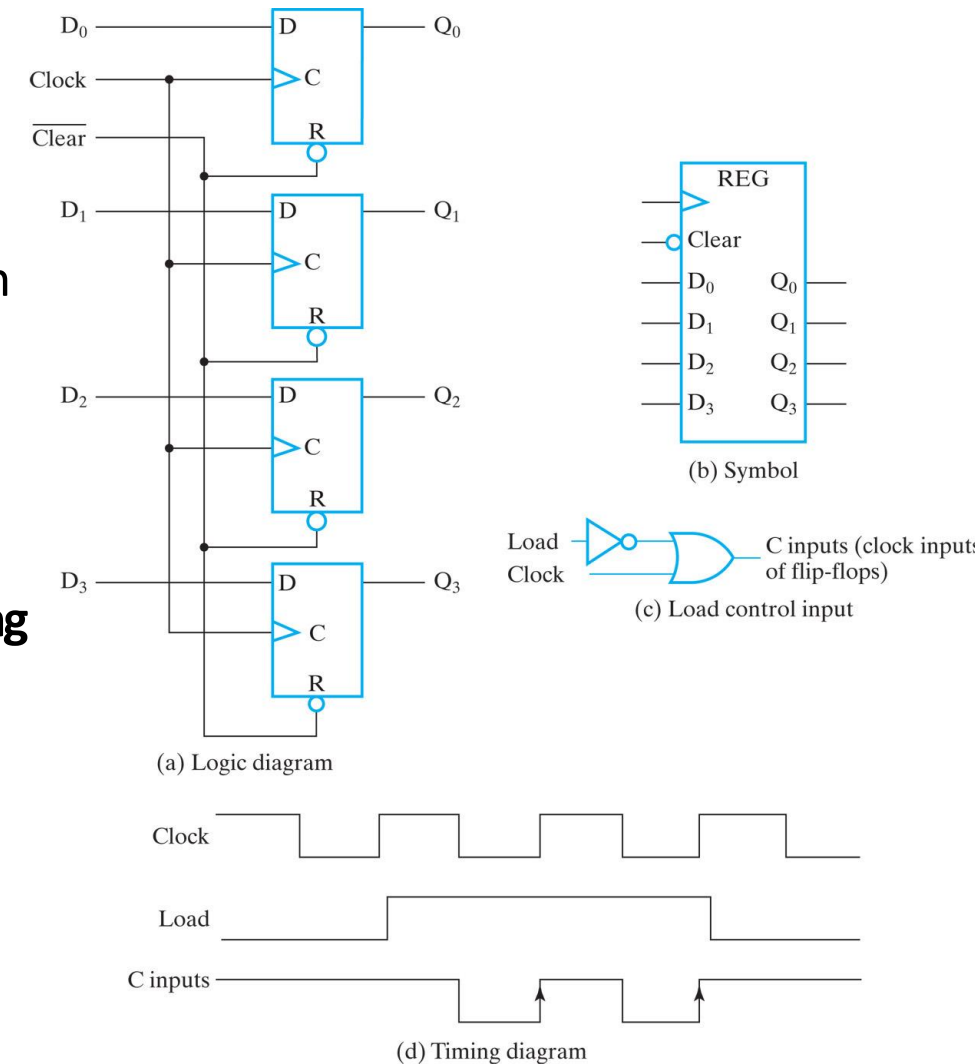 D₀ D Q₀
Clock C
C̅l̅e̅a̅r̅
R
D₁ D Q₁
C
R
D₂ D Q₂
C
R
D₃ D Q₃
C
R
(a) Logic diagram
REG
Clear
D₀ Q₀
D₁ Q₁
D₂ Q₂
D₃ Q₃
(b) Symbol
Load
Clock
C inputs (clock inputs
of flip-flops)
(c) Load control input
Clock
Load
C inputs
(d) Timing diagram